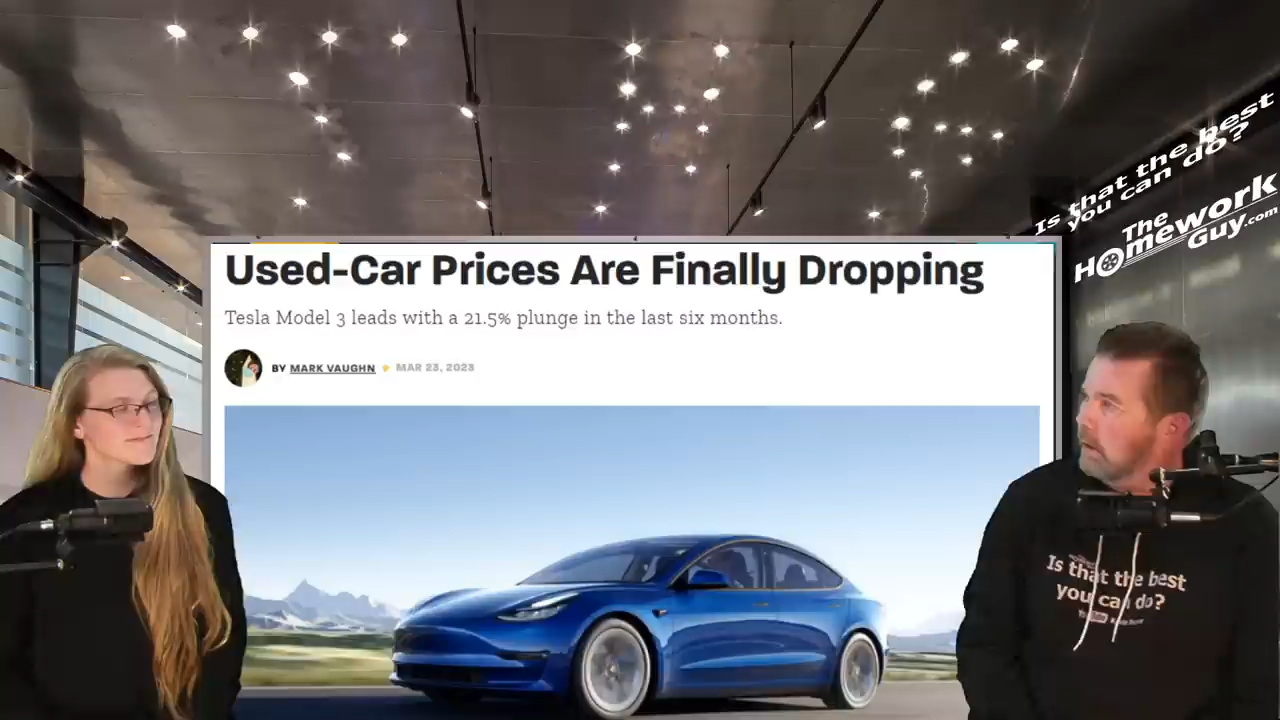 Used-Car Prices Are Finally Dropping
Tesla Model 3 leads with a 21.5% plunge in the last six months.
BY MARK VAUGHN MAR 23, 2023
Is that the best
you can do?
The
Homework
Guy.com
Is that the best
you can do?